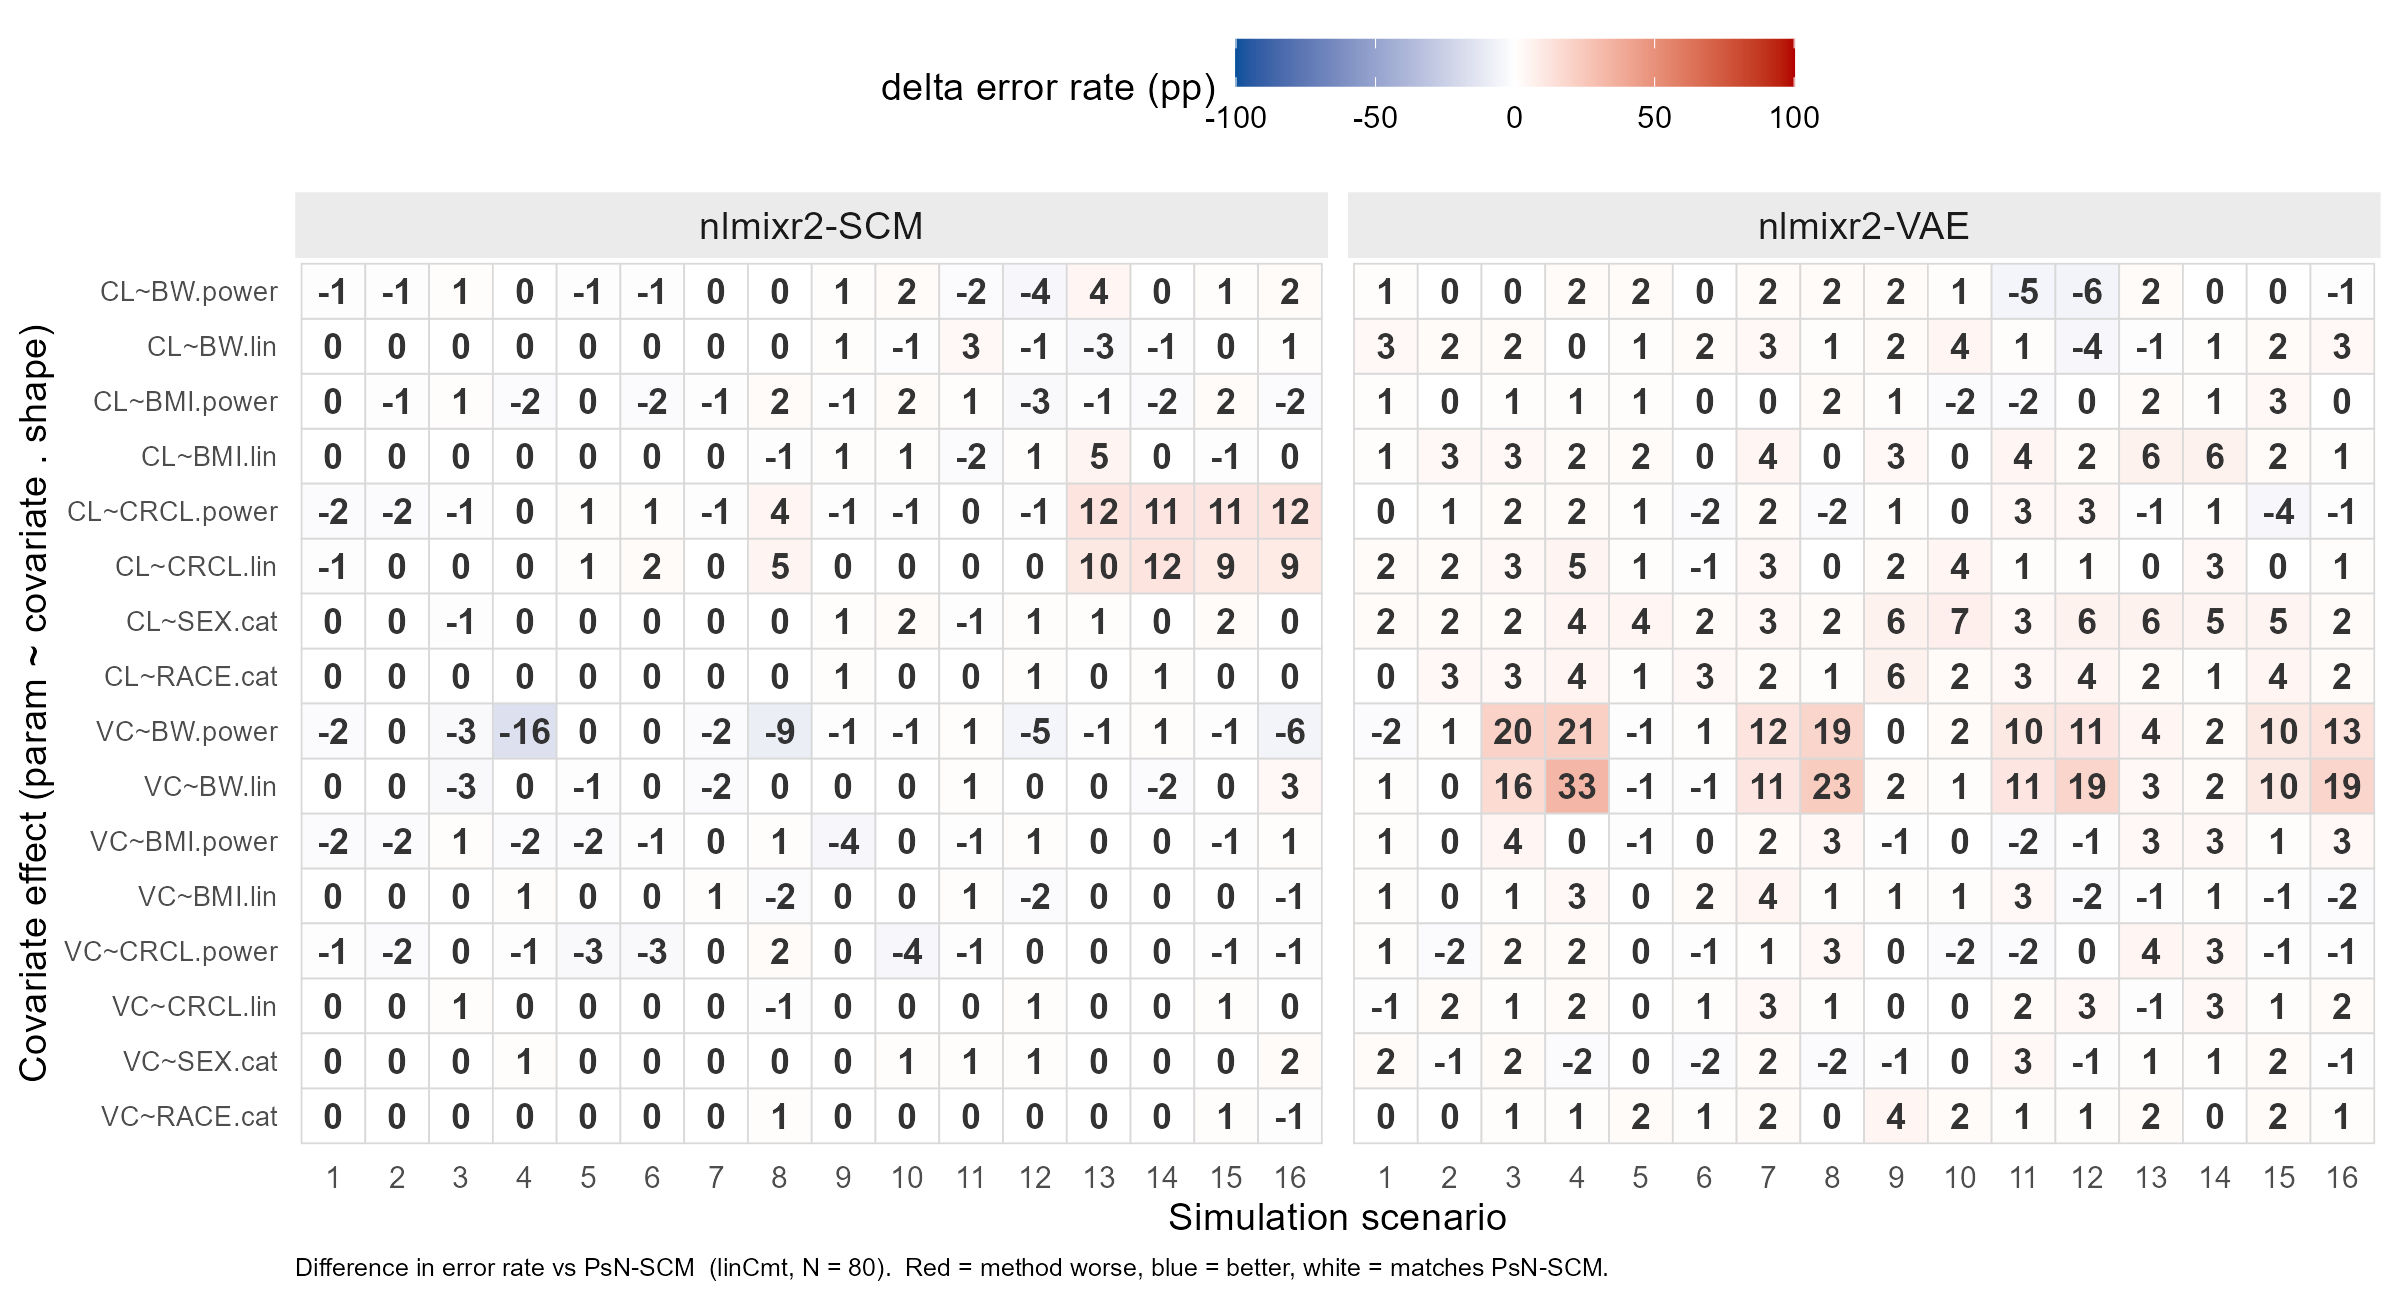 delta error rate (pp)
-100 -50 0 50 100
nlmixr2-SCM nlmixr2-VAE
CL~BW.power -1 -1 1 0 -1 -1 0 0 1 2 -2 -4 4 0 1 2 1 0 0 2 2 0 2 2 2 1 -5 -6 2 0 0 -1
CL~BW.lin 0 0 0 0 0 0 0 0 1 -1 3 -1 -3 -1 0 1 3 2 2 0 1 2 3 1 2 4 1 -4 -1 1 2 3
CL~BMI.power 0 -1 1 -2 0 -2 -1 2 -1 2 1 -3 -1 -2 2 -2 1 0 1 1 1 0 0 2 1 -2 -2 0 2 1 3 0
CL~BMI.lin 0 0 0 0 0 0 0 -1 1 1 -2 1 5 0 -1 0 1 3 3 2 2 0 4 0 3 0 4 2 6 6 2 1
CL~CRCL.power -2 -2 -1 0 1 1 -1 4 -1 -1 0 -1 12 11 11 12 0 1 2 2 1 -2 2 -2 1 0 3 3 -1 1 -4 -1
CL~CRCL.lin -1 0 0 0 1 2 0 5 0 0 0 0 10 12 9 9 2 2 3 5 1 -1 3 0 2 4 1 1 0 3 0 1
CL~SEX.cat 0 0 -1 0 0 0 0 0 1 2 -1 1 1 0 2 0 2 2 2 4 4 2 3 2 6 7 3 6 6 5 5 2
CL~RACE.cat 0 0 0 0 0 0 0 0 1 0 0 1 0 1 0 0 0 3 3 4 1 3 2 1 6 2 3 4 2 1 4 2
VC~BW.power -2 0 -3 -16 0 0 -2 -9 -1 -1 1 -5 -1 1 -1 -6 -2 1 20 21 -1 1 12 19 0 2 10 11 4 2 10 13
VC~BW.lin 0 0 -3 0 -1 0 -2 0 0 0 1 0 0 -2 0 3 1 0 16 33 -1 -1 11 23 2 1 11 19 3 2 10 19
VC~BMI.power -2 -2 1 -2 -2 -1 0 1 -4 0 -1 1 0 0 -1 1 1 0 4 0 -1 0 2 3 -1 0 -2 -1 3 3 1 3
VC~BMI.lin 0 0 0 1 0 0 1 -2 0 0 1 -2 0 0 0 -1 1 0 1 3 0 2 4 1 1 1 3 -2 -1 1 -1 -2
VC~CRCL.power -1 -2 0 -1 -3 -3 0 2 0 -4 -1 0 0 0 -1 -1 1 -2 2 2 0 -1 1 3 0 -2 -2 0 4 3 -1 -1
VC~CRCL.lin 0 0 1 0 0 0 0 -1 0 0 0 1 0 0 1 0 -1 2 1 2 0 1 3 1 0 0 2 3 -1 3 1 2
VC~SEX.cat 0 0 0 1 0 0 0 0 0 1 1 1 0 0 0 2 2 -1 2 -2 0 -2 2 -2 -1 0 3 -1 1 1 2 -1
VC~RACE.cat 0 0 0 0 0 0 0 1 0 0 0 0 0 0 1 -1 0 0 1 1 2 1 2 0 4 2 1 1 2 0 2 1
1 2 3 4 5 6 7 8 9 10 11 12 13 14 15 16 1 2 3 4 5 6 7 8 9 10 11 12 13 14 15 16
Covariate effect (param ~ covariate . shape)
Simulation scenario
Difference in error rate vs PsN-SCM (linCmt, N = 80). Red = method worse, blue = better, white = matches PsN-SCM.